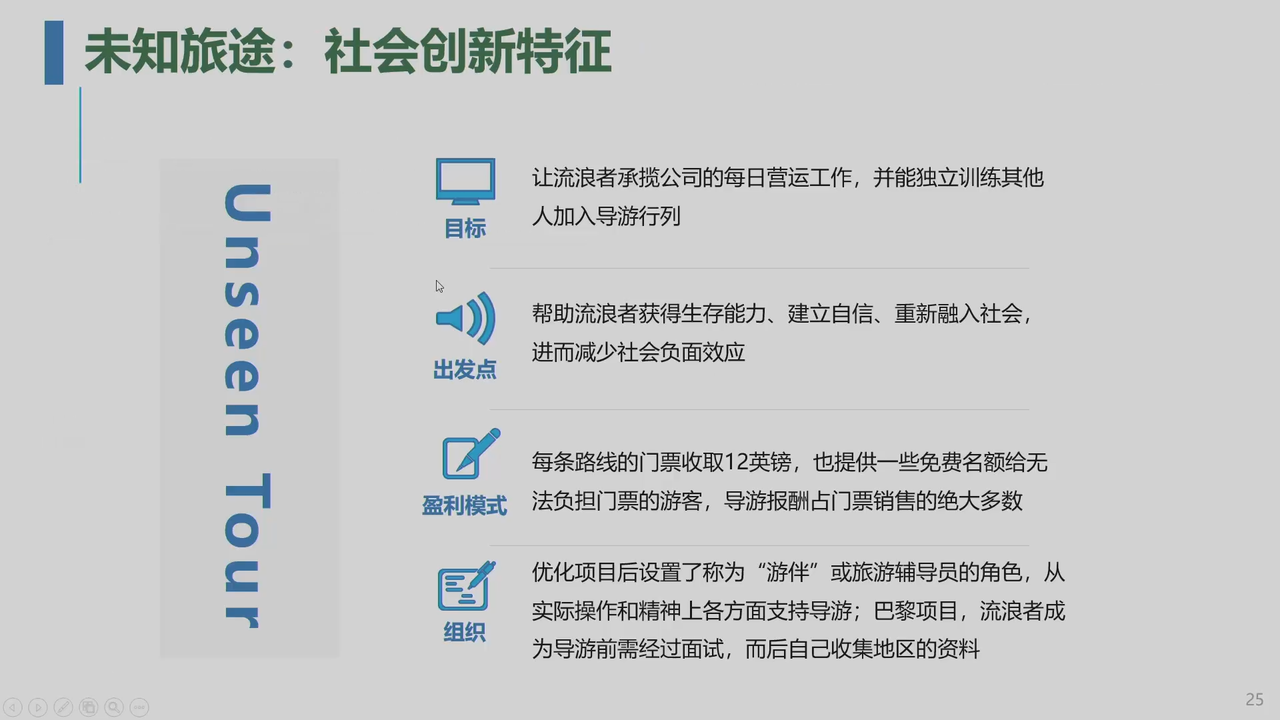 未知旅途：社会创新特征
Unseen Tour
目标
让流浪者承揽公司的每日营运工作，并能独立训练其他
人加入导游行列
出发点
帮助流浪者获得生存能力、建立自信、重新融入社会，
进而减少社会负面效应
盈利模式
每条路线的门票收取12英镑，也提供一些免费名额给无
法负担门票的游客，导游报酬占门票销售的绝大多数
组织
优化项目后设置了称为“游伴”或旅游辅导员的角色，从
实际操作和精神上各方面支持导游；巴黎项目，流浪者成
为导游前需经过面试，而后自己收集地区的资料
25